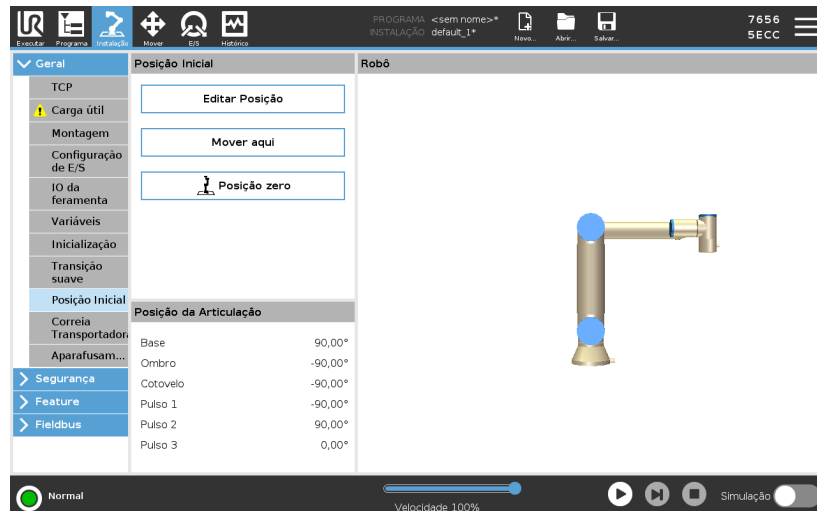 UR
Executar
Programa
Instalação
Mover
E/S
Histórico
PROGRAMA <sem nome>*
INSTALAÇÃO default_1*
Novo...
Abrir...
Salvar...
7656
5ECC
Geral
TCP
Carga útil
Montagem
Configuração
de E/S
IO da
feramenta
Variáveis
Inicialização
Transição
suave
Posição Inicial
Correia
Transportadora
Aparafusam...
Segurança
Feature
Fieldbus
Posição Inicial
Editar Posição
Mover aqui
Posição zero
Posição da Articulação
Base 90,00°
Ombro -90,00°
Cotovelo -90,00°
Pulso 1 -90,00°
Pulso 2 90,00°
Pulso 3 0,00°
Robô
Normal
Velocidade 100%
Simulação